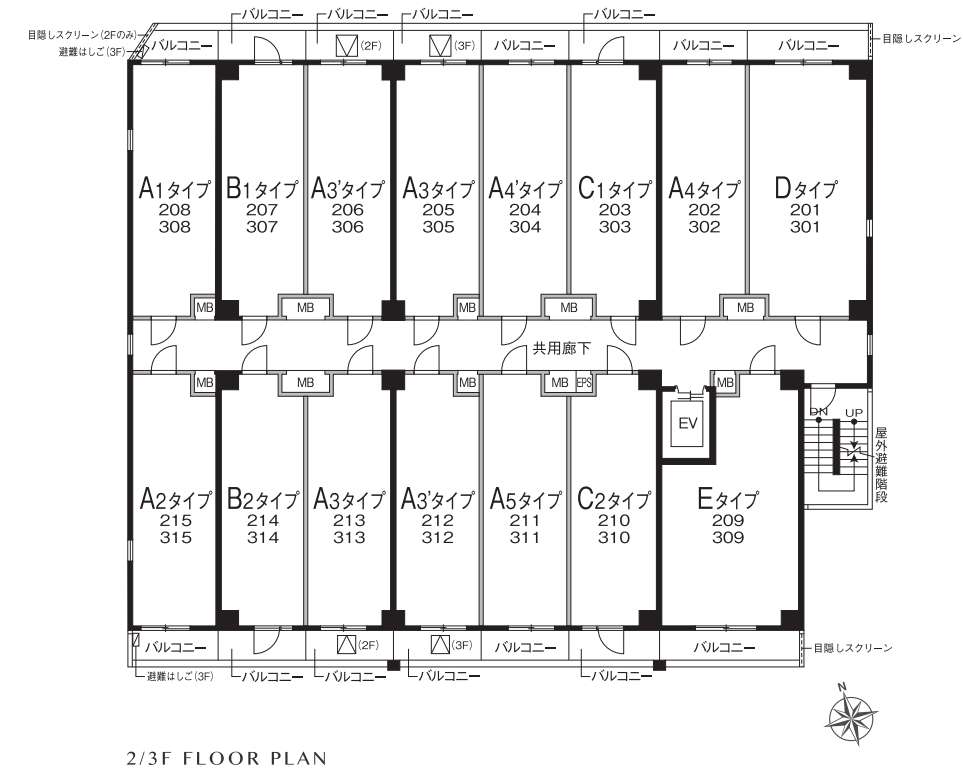 バルコニー
バルコニー
バルコニー
バルコニー
目隠しスクリーン(2Fのみ)
避難はしご(3F)
バルコニー
(2F)
(3F)
バルコニー
バルコニー
バルコニー
目隠しスクリーン
A1タイプ
208
308
B1タイプ
207
307
A3'タイプ
206
306
A3タイプ
205
305
A4'タイプ
204
304
C1タイプ
203
303
A4タイプ
202
302
Dタイプ
201
301
MB
MB
MB
MB
MB
共用廊下
MB
MB
MB
MB
EPS
MB
EV
DN
UP
屋外避難階段
A2タイプ
215
315
B2タイプ
214
314
A3タイプ
213
313
A3'タイプ
212
312
A5タイプ
211
311
C2タイプ
210
310
Eタイプ
209
309
バルコニー
(2F)
(3F)
バルコニー
バルコニー
目隠しスクリーン
避難はしご(3F)
バルコニー
バルコニー
バルコニー
バルコニー
N
2/3F FLOOR PLAN